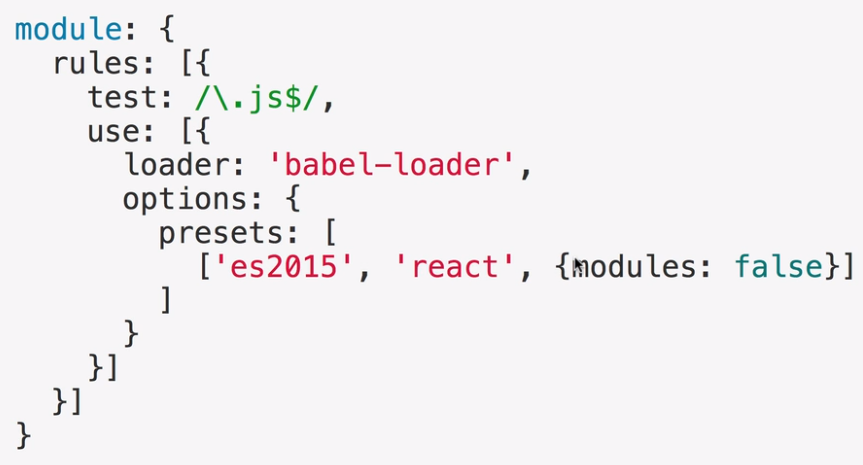 module: {
  rules: [{
    test: /\.js$/,
    use: [{
      loader: 'babel-loader',
      options: {
        presets: [
          ['es2015', 'react', {modules: false}]
        ]
      }
    }]
  }]
}